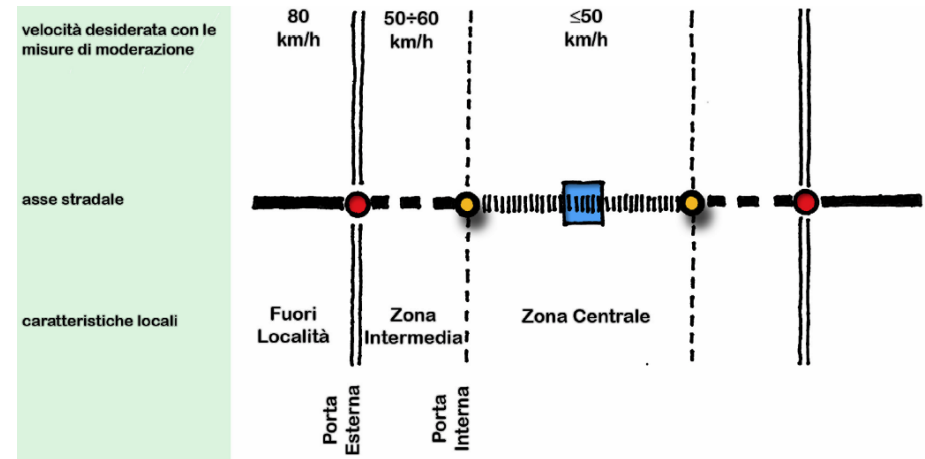 velocità desiderata con le
misure di moderazione
80
km/h
50÷60
km/h
≤50
km/h
asse stradale
caratteristiche locali
Fuori
Località
Zona
Intermedia
Zona Centrale
Porta
Esterna
Porta
Interna